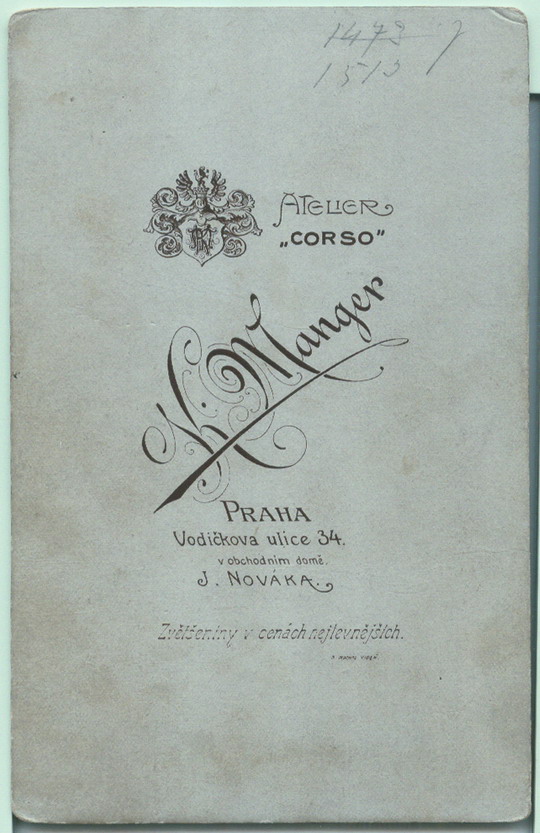 1473
1513
ATELIER
„CORSO”
K. Manger
PRAHA
Vodičkova ulice 34.
v obchodním domě.
J. NOVÁKA.
Zvětšeniny v cenách nejlevnějších.